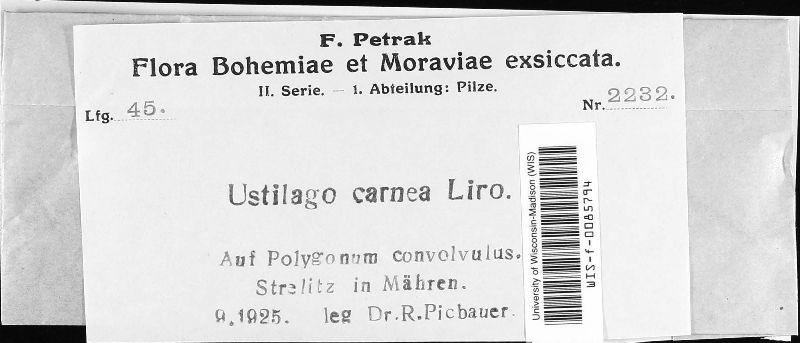 F. Petrak
Flora Bohemiae et Moraviae exsiccata.
II. Serie. — 1. Abteilung: Pilze.
Lfg. 45.
Nr. 2232.
Ustilago carnea Liro.
Auf Polygonum convolvulus.
Strelitz in Mähren.
9.1925. leg Dr.R.Picbauer.
University of Wisconsin-Madison (WIS)
WIS-f-0085794